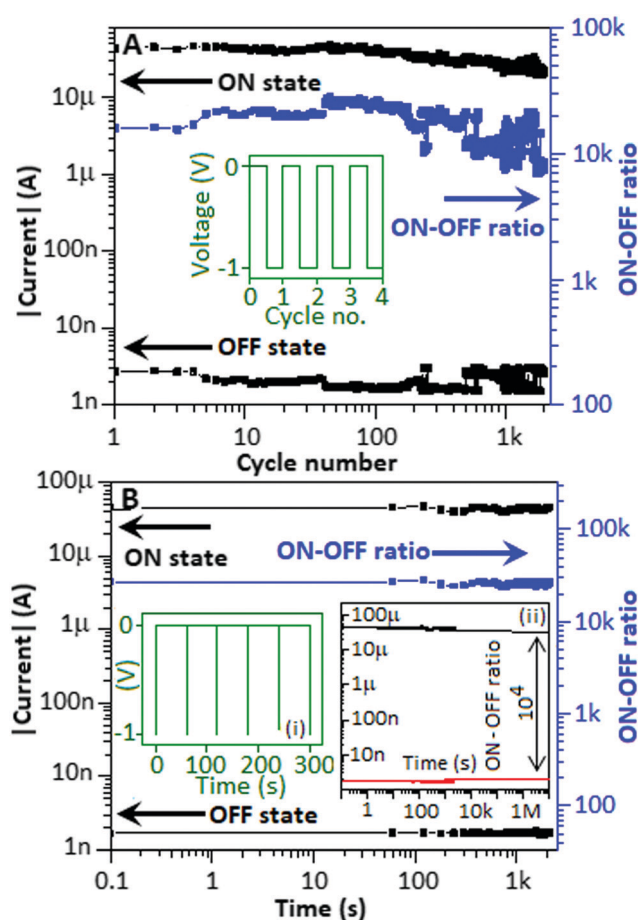 A
100k
ON state
10μ
0
10k
1μ
ON-OFF ratio
Voltage (V)
100n
-1
0 1 2 3 4
Cycle no.
1k
10n
OFF state
1n
100
1 10 100 1k
Cycle number
|Current| (A)
ON-OFF ratio
B
100μ
100k
ON state
ON-OFF ratio
10μ
10k
1μ
0
(V)
-1
(i)
0 100 200 300
Time (s)
(ii)
100μ
10μ
1μ
100n
10n
ON-OFF ratio
10⁴
Time (s)
1 100 10k 1M
100n
1k
10n
OFF state
100
1n
0.1 1 10 100 1k
Time (s)
|Current| (A)
ON-OFF ratio